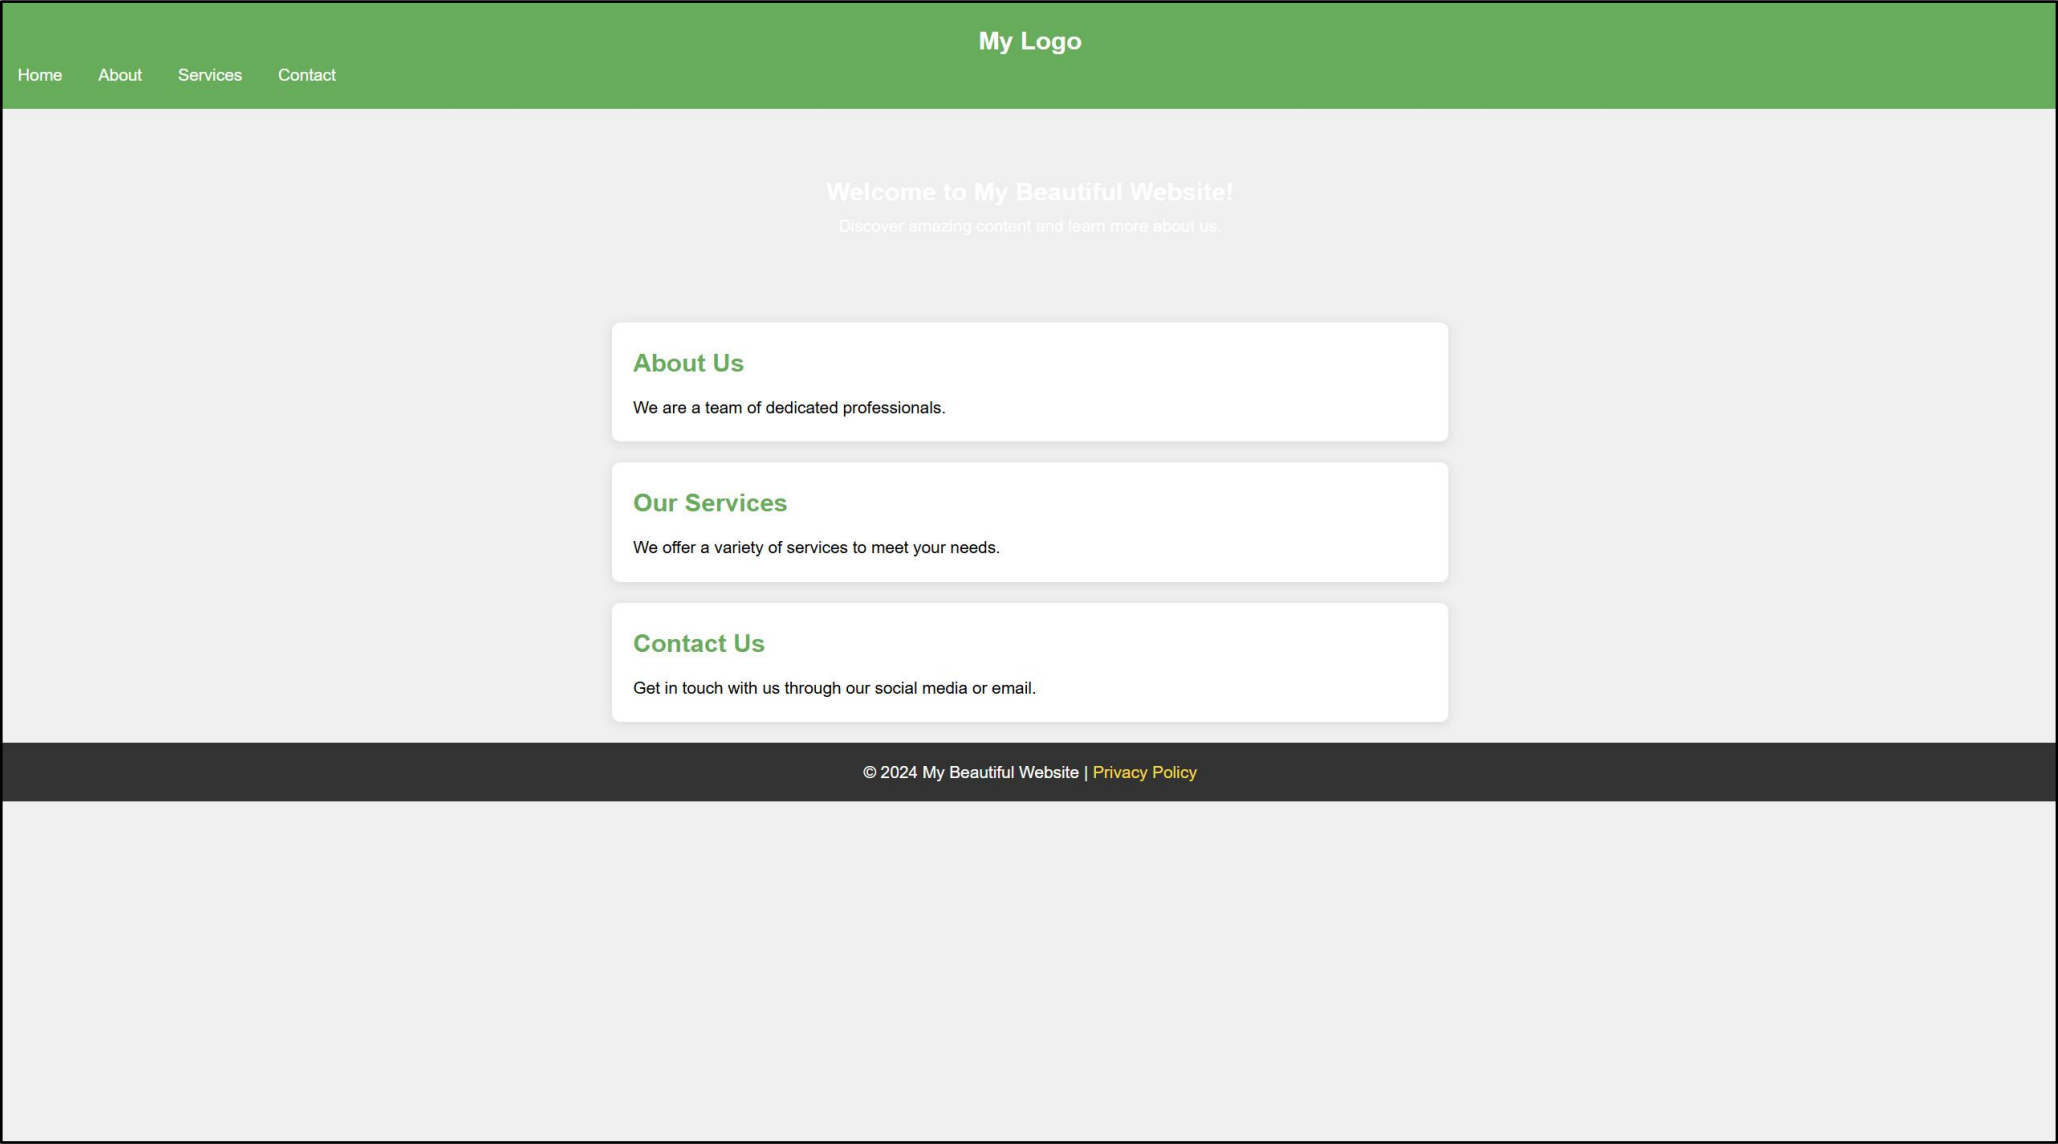 My Logo
Home About Services Contact
Welcome to My Beautiful Website!
Discover amazing content and learn more about us.
About Us
We are a team of dedicated professionals.
Our Services
We offer a variety of services to meet your needs.
Contact Us
Get in touch with us through our social media or email.
© 2024 My Beautiful Website | Privacy Policy